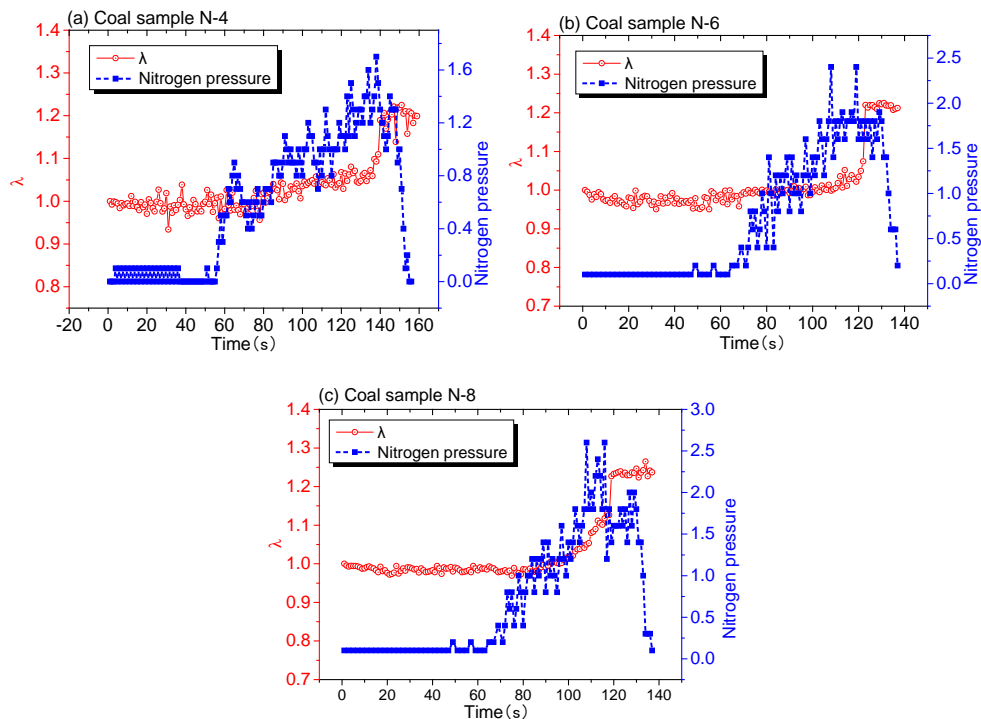 (a) Coal sample N-4
λ
Nitrogen pressure
1.4
1.3
1.2
1.1
1.0
0.9
0.8
λ
1.6
1.2
0.8
0.4
0.0
Nitrogen pressure
-20 0 20 40 60 80 100 120 140 160
Time(s)
(b) Coal sample N-6
λ
Nitrogen pressure
1.4
1.3
1.2
1.1
1.0
0.9
0.8
0.7
λ
2.5
2.0
1.5
1.0
0.5
0.0
Nitrogen pressure
0 20 40 60 80 100 120 140
Time(s)
(c) Coal sample N-8
λ
Nitrogen pressure
1.4
1.3
1.2
1.1
1.0
0.9
0.8
0.7
λ
3.0
2.5
2.0
1.5
1.0
0.5
0.0
Nitrogen pressure
0 20 40 60 80 100 120 140
Time(s)